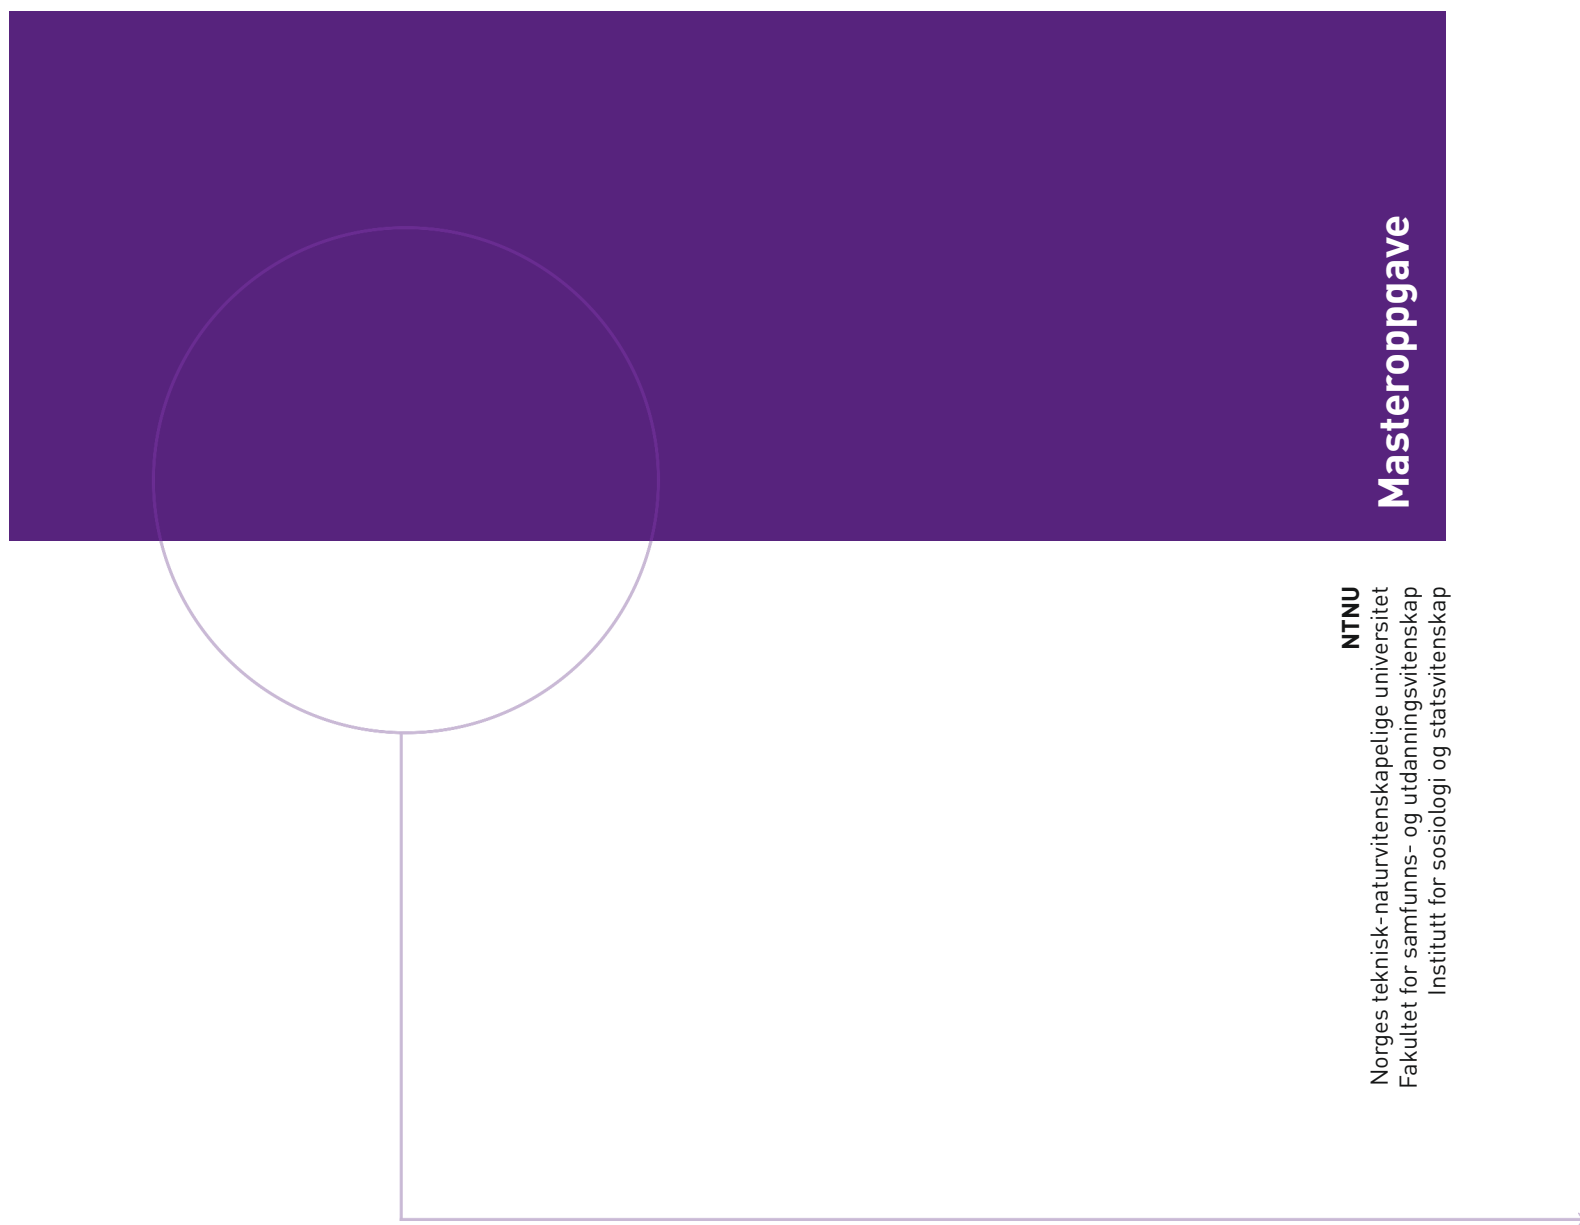 Masteroppgave
NTNU
Norges teknisk-naturvitenskapelige universitet
Fakultet for samfunns- og utdanningsvitenskap
Institutt for sosiologi og statsvitenskap